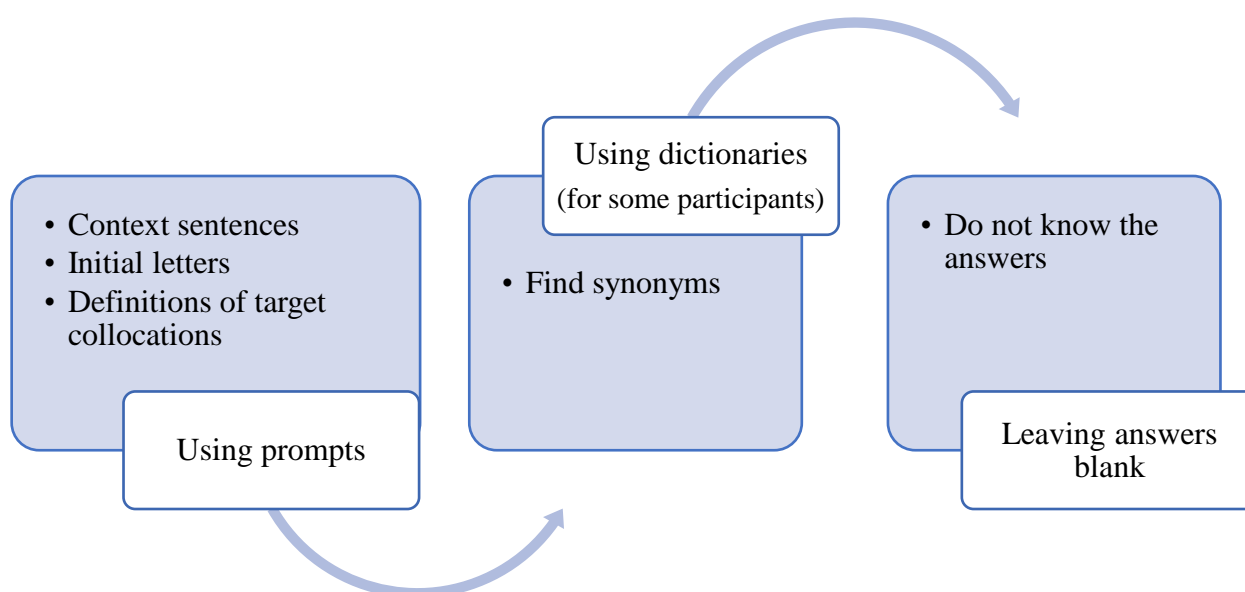 • Context sentences
• Initial letters
• Definitions of target
collocations
Using prompts
Using dictionaries
(for some participants)
• Find synonyms
• Do not know the
answers
Leaving answers
blank